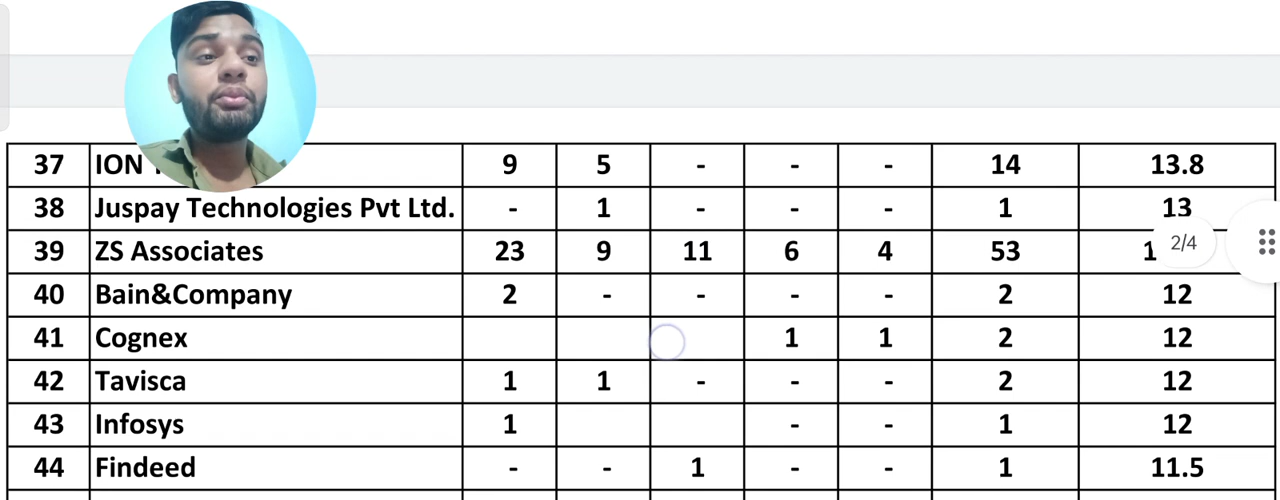 37 ION 9 5 - - - 14 13.8
38 Juspay Technologies Pvt Ltd. - 1 - - - 1 13
39 ZS Associates 23 9 11 6 4 53
2/4
40 Bain&Company 2 - - - - 2 12
41 Cognex 1 1 2 12
42 Tavisca 1 1 - - - 2 12
43 Infosys 1 - - 1 12
44 Findeed - - 1 - - 1 11.5